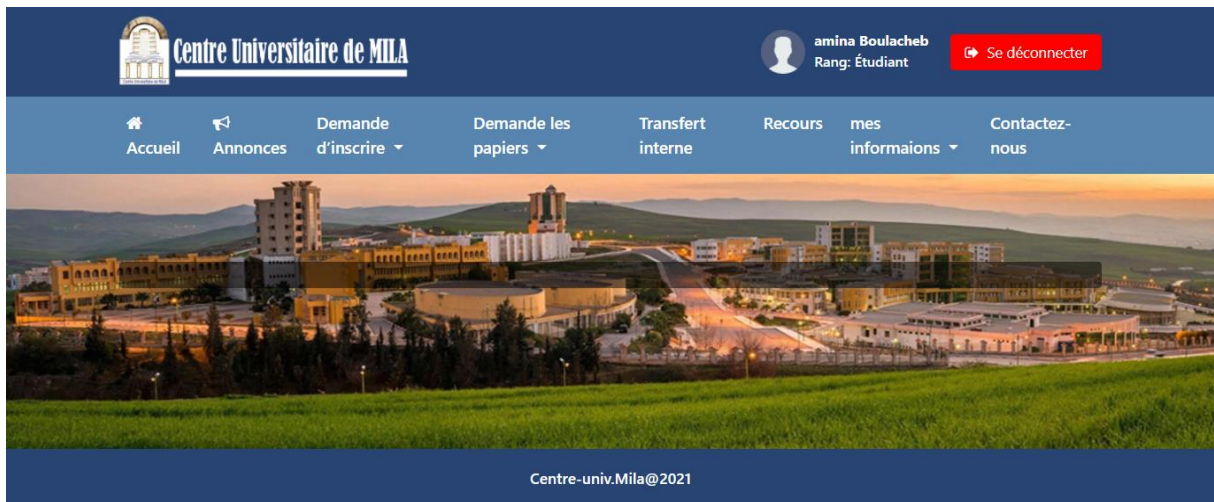 Centre Universitaire de MILA
amina Boulacheb
Rang: Étudiant
Se déconnecter
Accueil
Annonces
Demande
d'inscrire
Demande les
papiers
Transfert
interne
Recours
mes
informaions
Contactez-
nous
Centre-univ.Mila@2021